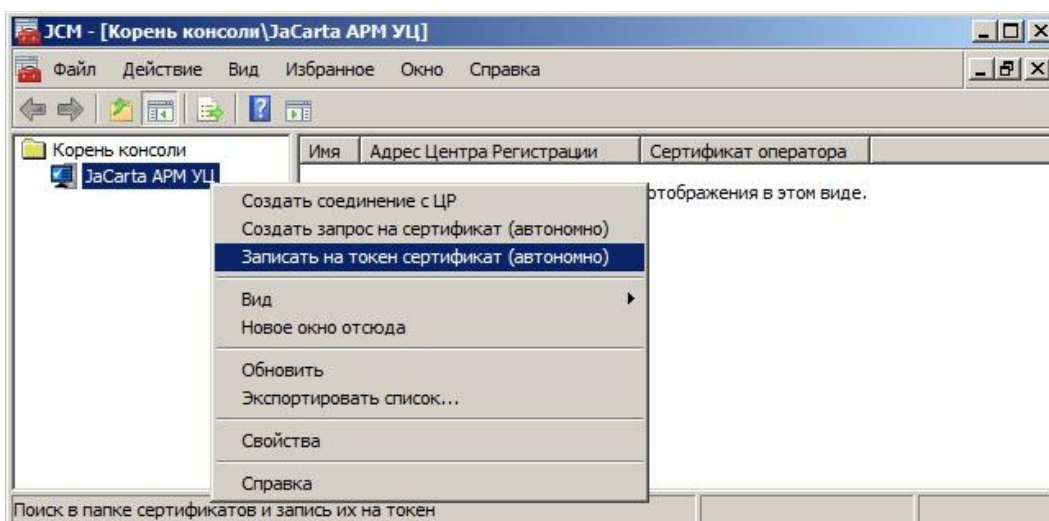 JCM - [Корень консоли\JaCarta АРМ УЦ]
Файл Действие Вид Избранное Окно Справка
Корень консоли
JaCarta АРМ УЦ
Имя Адрес Центра Регистрации Сертификат оператора
отображения в этом виде.
Создать соединение с ЦР
Создать запрос на сертификат (автономно)
Записать на токен сертификат (автономно)
Вид
Новое окно отсюда
Обновить
Экспортировать список...
Свойства
Справка
Поиск в папке сертификатов и запись их на токен